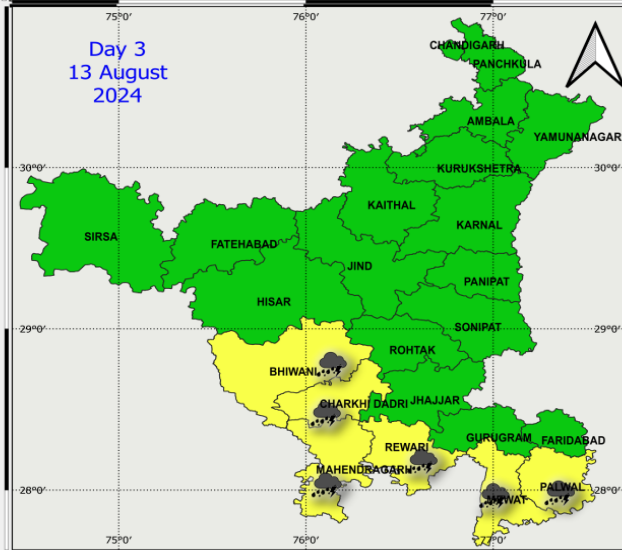 75°0'
76°0'
77°0'
Day 3
13 August
2024
CHANDIGARH
PANCHKULA
AMBALA
YAMUNANAGAR
30°0'
30°0'
KURUKSHETRA
KAITHAL
KARNAL
SIRSA
FATEHABAD
JIND
PANIPAT
HISAR
SONIPAT
29°0'
29°0'
ROHTAK
BHIWANI
CHARKHI DADRI
JHAJJAR
GURUGRAM
FARIDABAD
REWARI
MAHENDRAGARH
28°0'
28°0'
PALWAL
MEWAT
75°0'
76°0'
77°0'